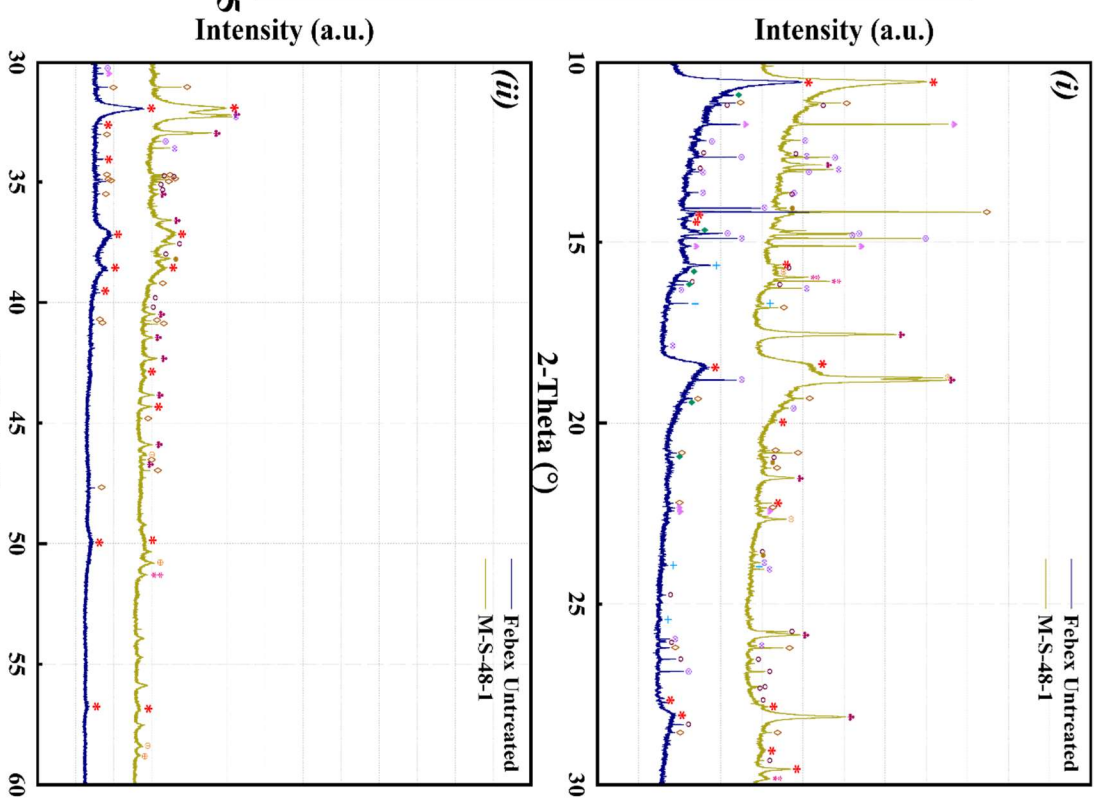 (i)
Intensity (a.u.)
Febex Untreated
M-S-48-1
10
15
20
25
30
2-Theta (°)
(ii)
Intensity (a.u.)
Febex Untreated
M-S-48-1
30
35
40
45
50
55
60